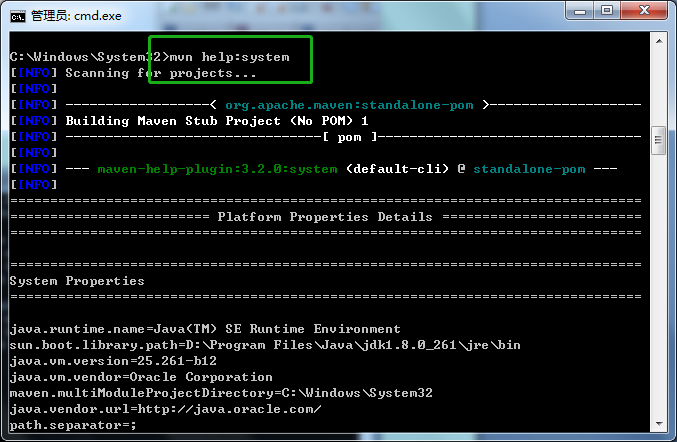 管理员: cmd.exe
C:\Windows\System32>mvn help:system
[INFO] Scanning for projects...
[INFO]
[INFO] ------------------< org.apache.maven:standalone-pom >-------------------
[INFO] Building Maven Stub Project (No POM) 1
[INFO] --------------------------------[ pom ]---------------------------------
[INFO]
[INFO] --- maven-help-plugin:3.2.0:system (default-cli) @ standalone-pom ---
[INFO]
===============================================================================
========================= Platform Properties Details =========================
===============================================================================
===============================================================================
System Properties
===============================================================================
java.runtime.name=Java(TM) SE Runtime Environment
sun.boot.library.path=D:\Program Files\Java\jdk1.8.0_261\jre\bin
java.vm.version=25.261-b12
java.vm.vendor=Oracle Corporation
maven.multiModuleProjectDirectory=C:\Windows\System32
java.vendor.url=http://java.oracle.com/
path.separator=;